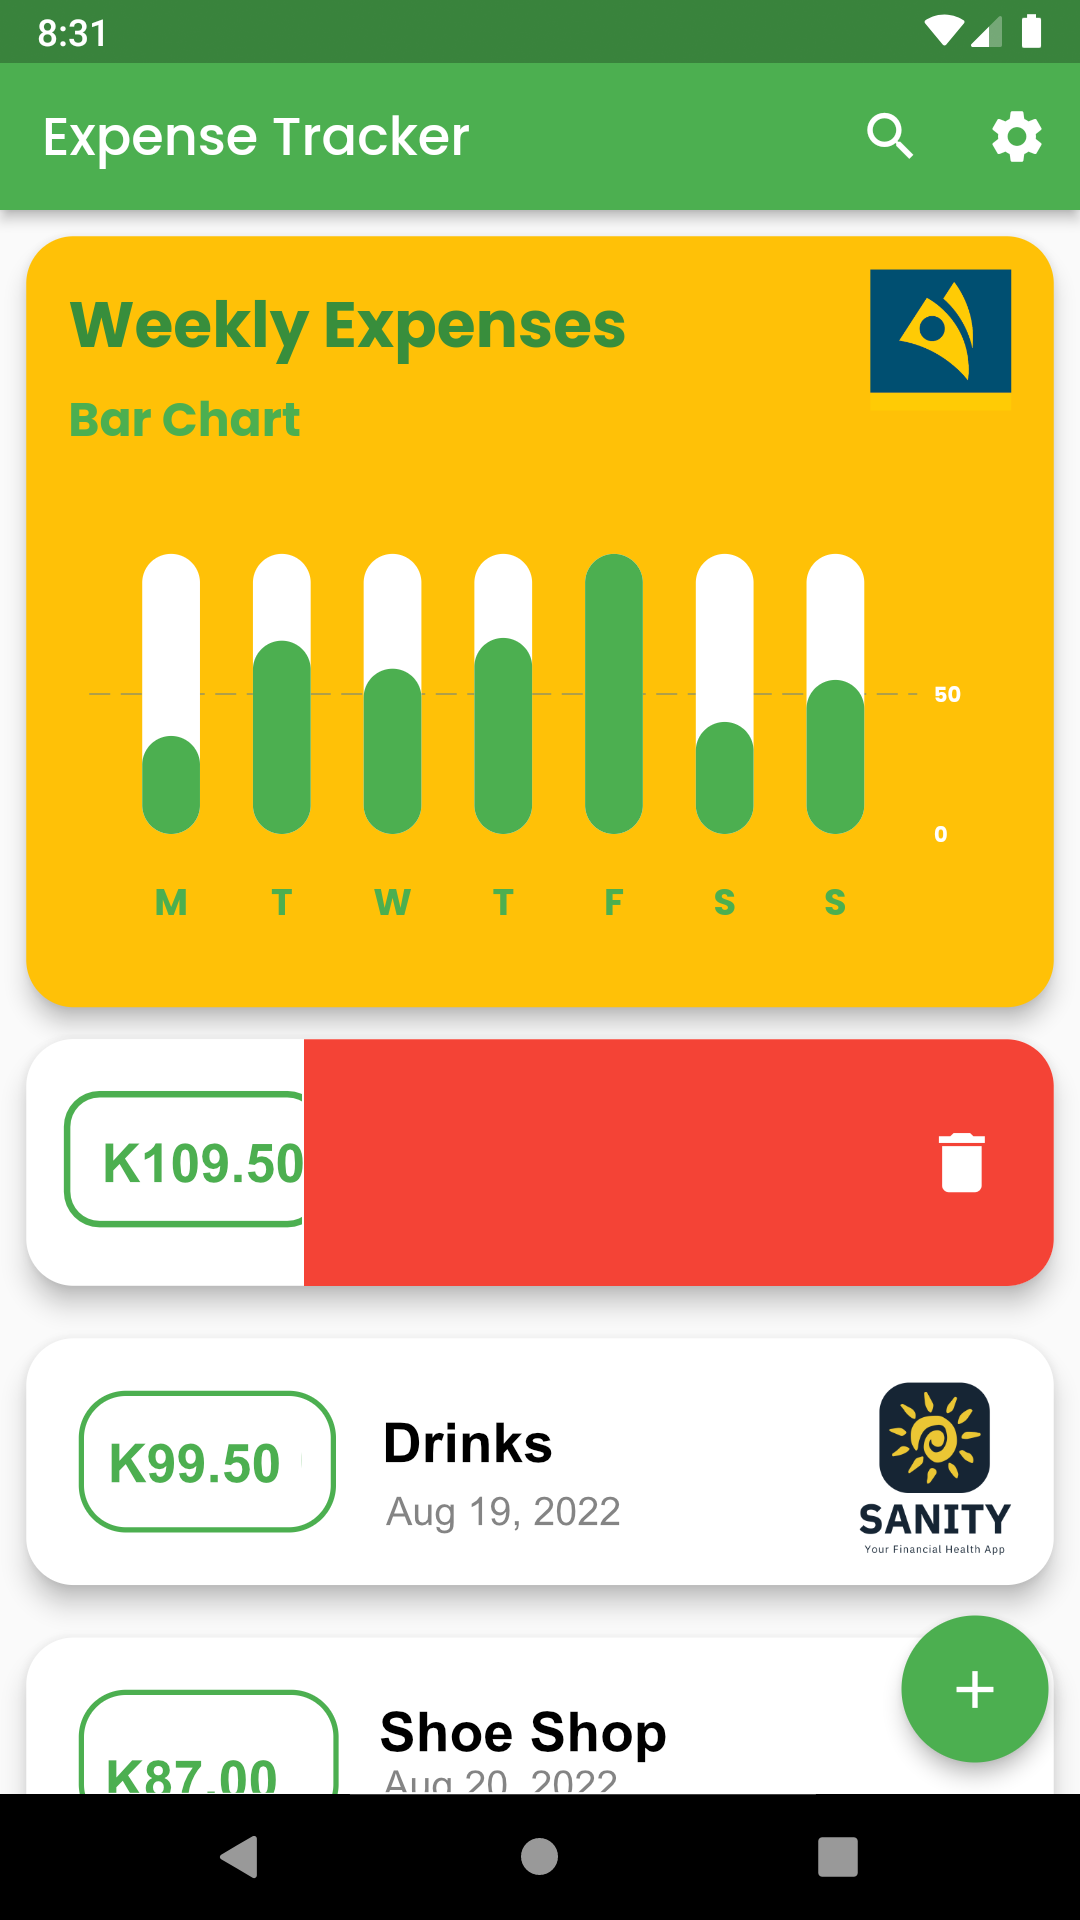 8:31
Expense Tracker
Weekly Expenses
Bar Chart
50
0
M T W T F S S
K109.50
K99.50
Drinks
Aug 19, 2022
SANITY
Your Financial Health App
Shoe Shop
K87.00
Aug 20, 2022